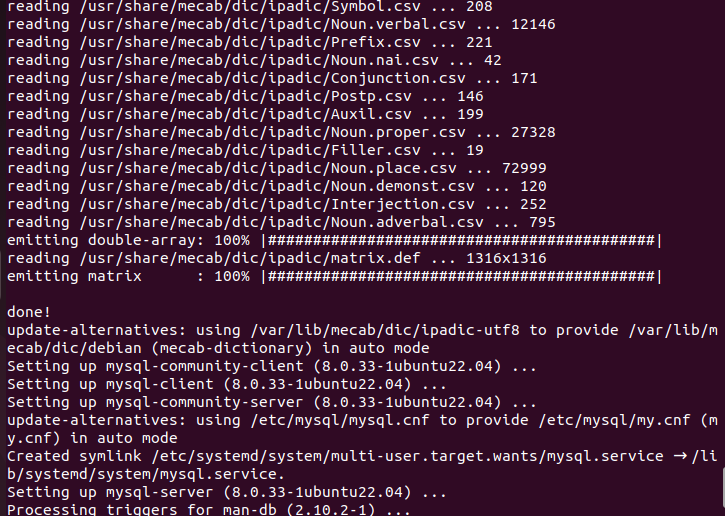 reading /usr/share/mecab/dic/ipadic/Symbol.csv ... 208
reading /usr/share/mecab/dic/ipadic/Noun.verbal.csv ... 12146
reading /usr/share/mecab/dic/ipadic/Prefix.csv ... 221
reading /usr/share/mecab/dic/ipadic/Noun.nai.csv ... 42
reading /usr/share/mecab/dic/ipadic/Conjunction.csv ... 171
reading /usr/share/mecab/dic/ipadic/Postp.csv ... 146
reading /usr/share/mecab/dic/ipadic/Auxil.csv ... 199
reading /usr/share/mecab/dic/ipadic/Noun.proper.csv ... 27328
reading /usr/share/mecab/dic/ipadic/Filler.csv ... 19
reading /usr/share/mecab/dic/ipadic/Noun.place.csv ... 72999
reading /usr/share/mecab/dic/ipadic/Noun.demonst.csv ... 120
reading /usr/share/mecab/dic/ipadic/Interjection.csv ... 252
reading /usr/share/mecab/dic/ipadic/Noun.adverbal.csv ... 795
emitting double-array: 100% |###########################################|
reading /usr/share/mecab/dic/ipadic/matrix.def ... 1316x1316
emitting matrix      : 100% |###########################################|
done!
update-alternatives: using /var/lib/mecab/dic/ipadic-utf8 to provide /var/lib/m
ecab/dic/debian (mecab-dictionary) in auto mode
Setting up mysql-community-client (8.0.33-1ubuntu22.04) ...
Setting up mysql-client (8.0.33-1ubuntu22.04) ...
Setting up mysql-community-server (8.0.33-1ubuntu22.04) ...
update-alternatives: using /etc/mysql/mysql.cnf to provide /etc/mysql/my.cnf (m
y.cnf) in auto mode
Created symlink /etc/systemd/system/multi-user.target.wants/mysql.service → /li
b/systemd/system/mysql.service.
Setting up mysql-server (8.0.33-1ubuntu22.04) ...
Processing triggers for man-db (2.10.2-1) ...